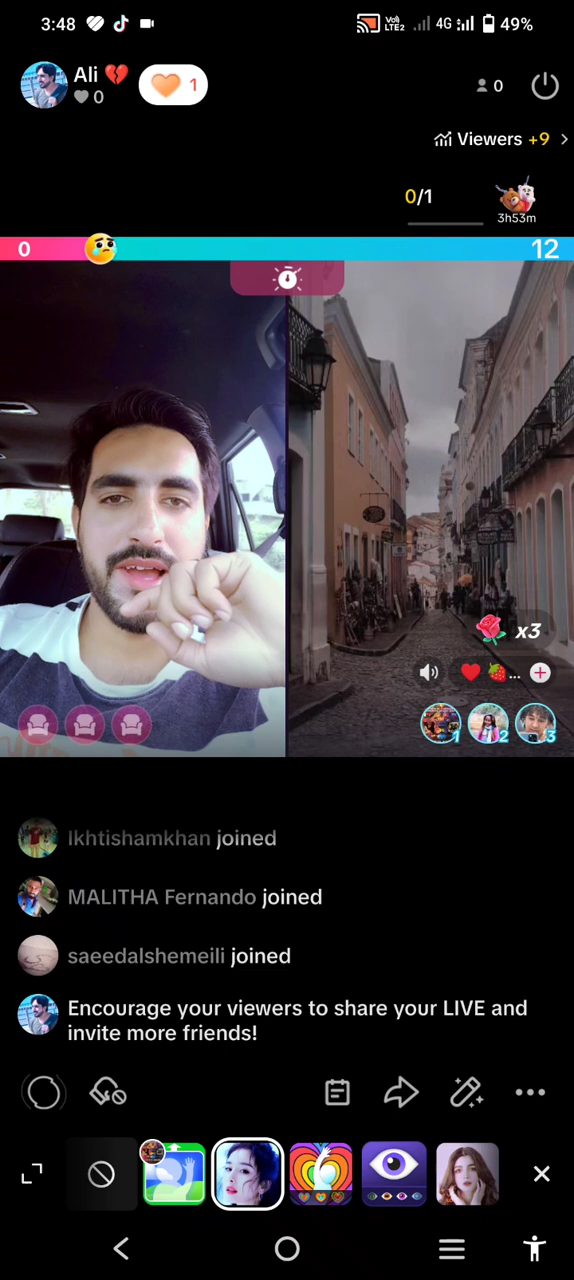 3:48
Voii
LTE2
4G
49%
Ali 💔
0
1
0
Viewers +9 >
0/1
3h53m
0
12
x3
...
1
2
3
Ikhtishamkhan joined
MALITHA Fernando joined
saeedalshemeili joined
Encourage your viewers to share your LIVE and
invite more friends!